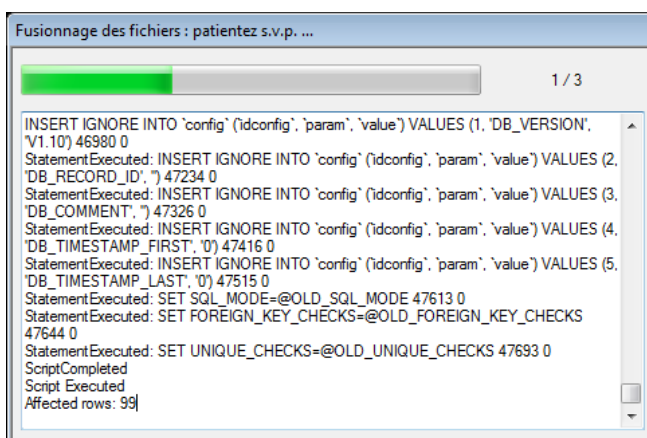 Fusionnage des fichiers : patientez s.v.p. ...
1 / 3
INSERT IGNORE INTO `config` (`idconfig`, `param`, `value`) VALUES (1, 'DB_VERSION',
'V1.10') 46980 0
StatementExecuted: INSERT IGNORE INTO `config` (`idconfig`, `param`, `value`) VALUES (2,
'DB_RECORD_ID', '') 47234 0
StatementExecuted: INSERT IGNORE INTO `config` (`idconfig`, `param`, `value`) VALUES (3,
'DB_COMMENT', '') 47326 0
StatementExecuted: INSERT IGNORE INTO `config` (`idconfig`, `param`, `value`) VALUES (4,
'DB_TIMESTAMP_FIRST', '0') 47416 0
StatementExecuted: INSERT IGNORE INTO `config` (`idconfig`, `param`, `value`) VALUES (5,
'DB_TIMESTAMP_LAST', '0') 47515 0
StatementExecuted: SET SQL_MODE=@OLD_SQL_MODE 47613 0
StatementExecuted: SET FOREIGN_KEY_CHECKS=@OLD_FOREIGN_KEY_CHECKS
47644 0
StatementExecuted: SET UNIQUE_CHECKS=@OLD_UNIQUE_CHECKS 47693 0
ScriptCompleted
Script Executed
Affected rows: 99